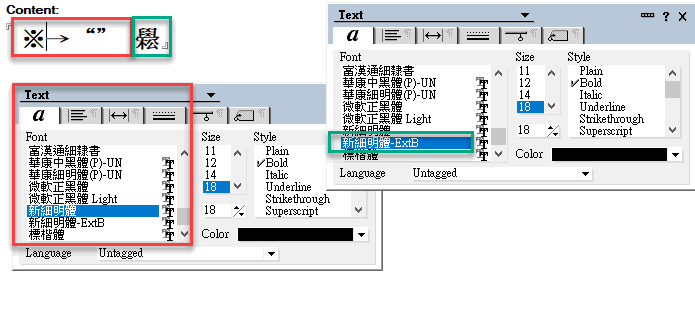 Content:
※→ “”
Text
a
Font
富漢通細隸書
華康中黑體(P)-UN
華康細明體(P)-UN
微軟正黑體
微軟正黑體 Light
新細明體
新細明體-ExtB
標楷體
Size
11
12
14
18
18
Style
Plain
Bold
Italic
Underline
Strikethrough
Superscript
Color
Language Untagged
Text
a
Font
富漢通細隸書
華康中黑體(P)-UN
華康細明體(P)-UN
微軟正黑體
微軟正黑體 Light
新細明體
新細明體-ExtB
標楷體
Size
11
12
14
18
18
Style
Plain
Bold
Italic
Underline
Strikethrough
Superscript
Color
Language Untagged